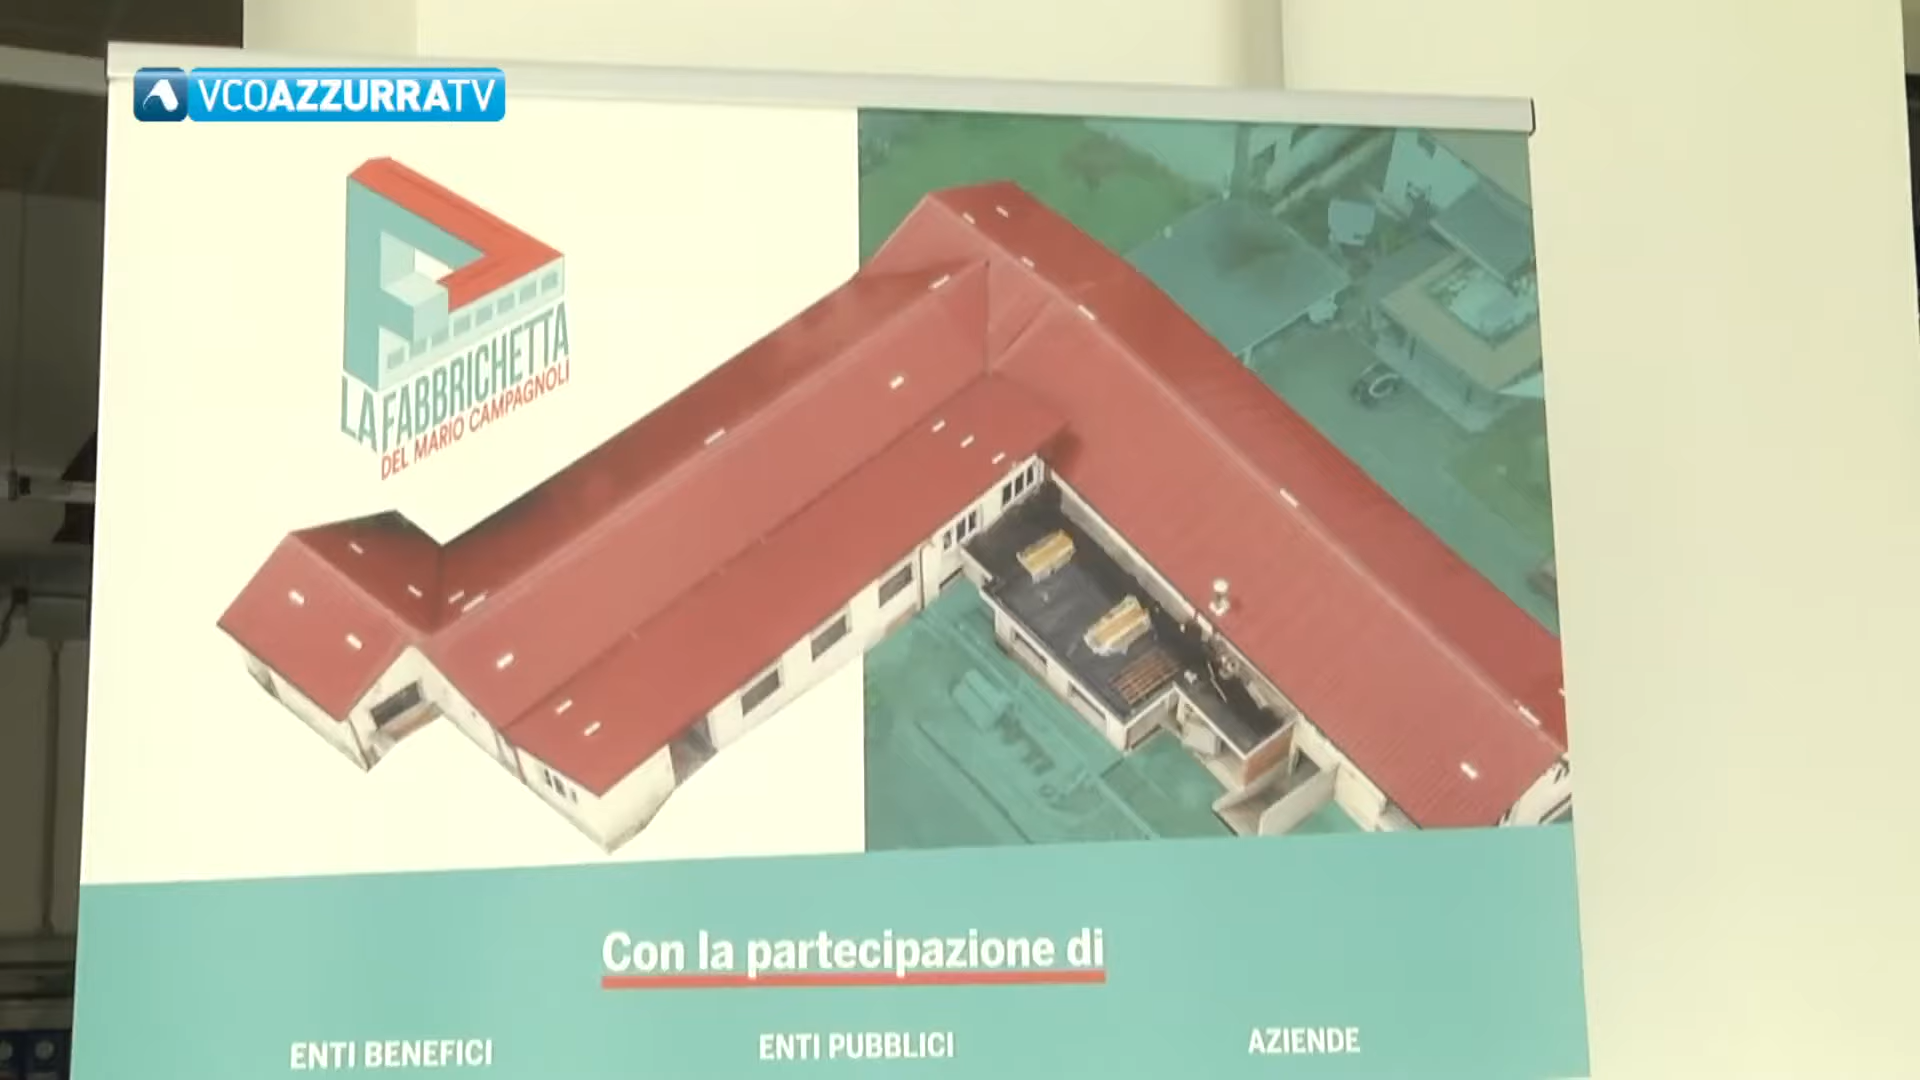 VCOAZZURRATV
LA FABBRICHETTA
DEL MARIO CAMPAGNOLI
Con la partecipazione di
ENTI BENEFICI
ENTI PUBBLICI
AZIENDE